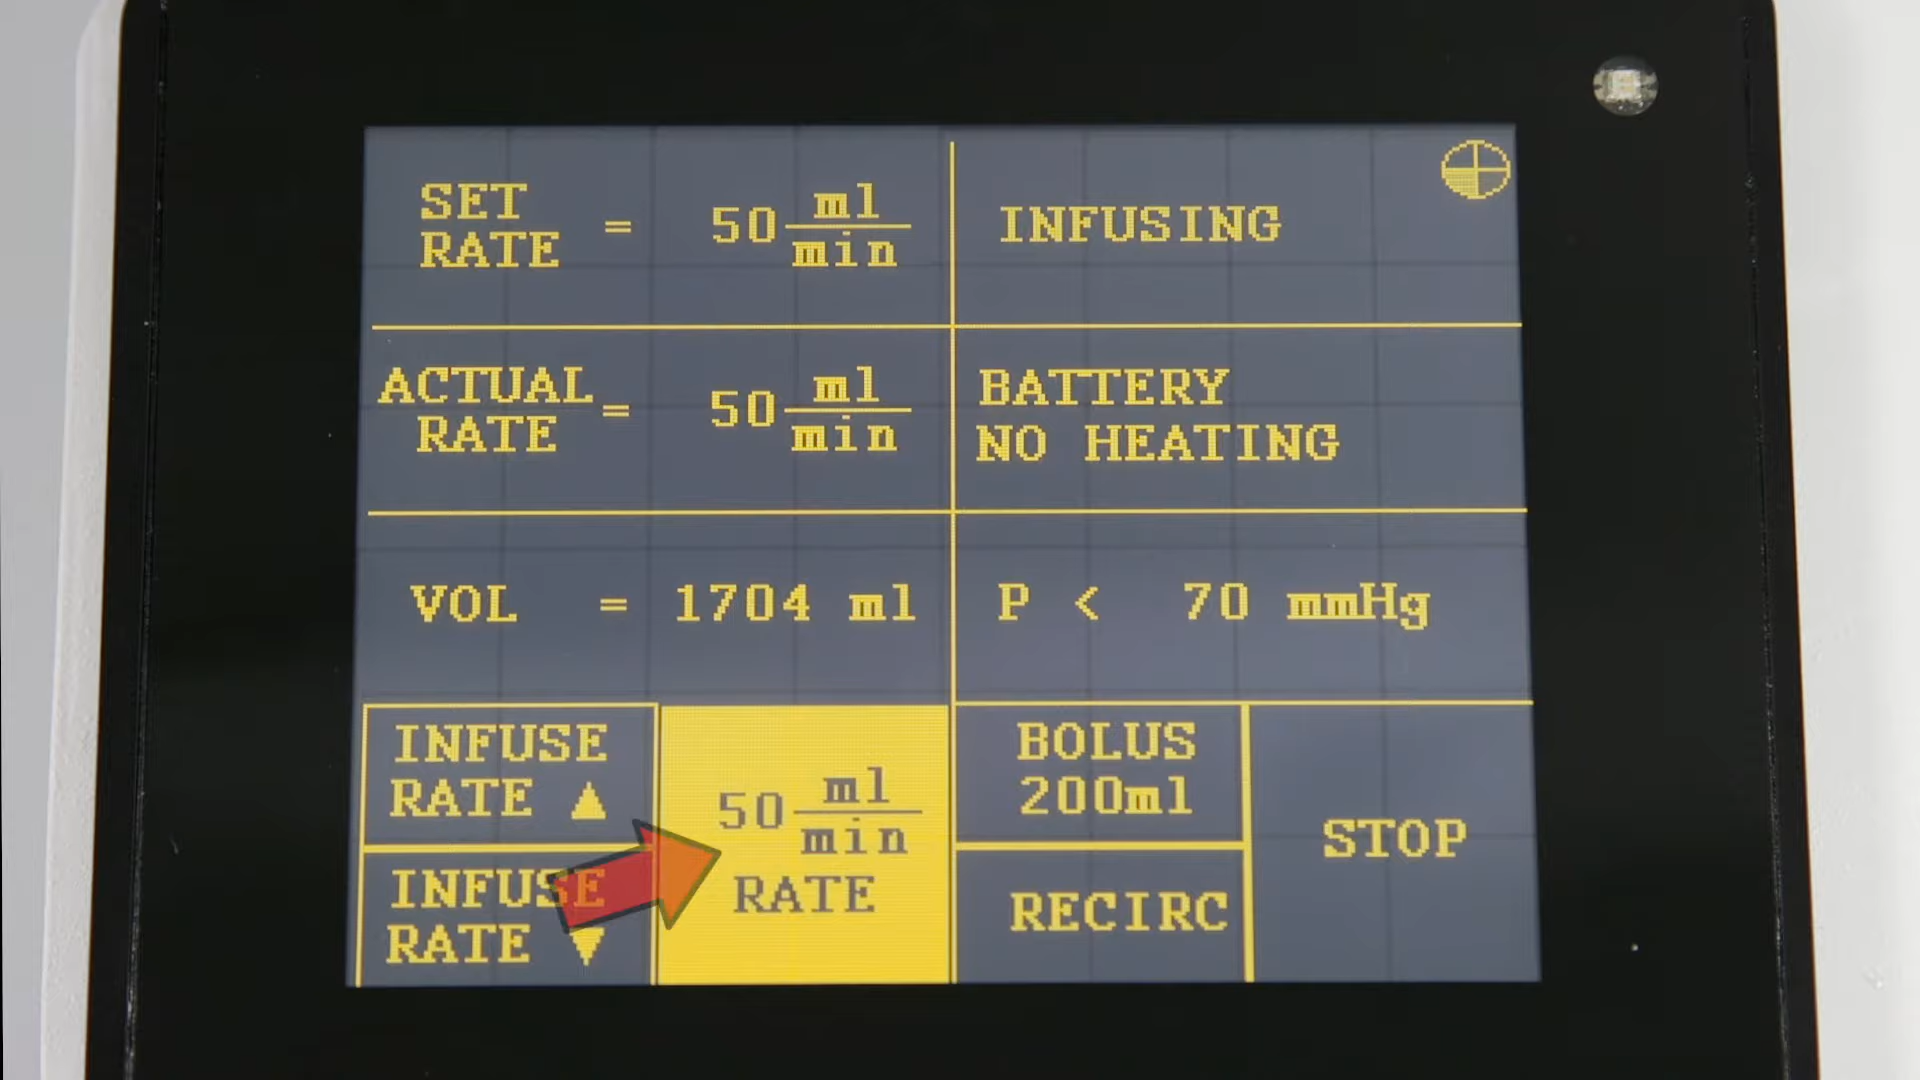 SET RATE = 50 ml/min
INFUSING
ACTUAL RATE = 50 ml/min
BATTERY
NO HEATING
VOL = 1704 ml
P < 70 mmHg
INFUSE
RATE ▲
INFUSE
RATE ▼
50 ml/min
RATE
BOLUS
200ml
RECIRC
STOP